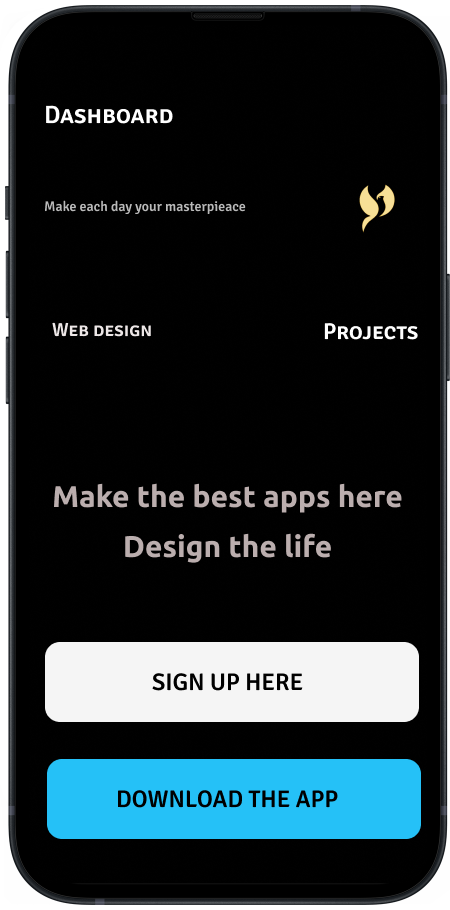 Dashboard
Make each day your masterpieace
Web design
Projects
Make the best apps here
Design the life
SIGN UP HERE
DOWNLOAD THE APP